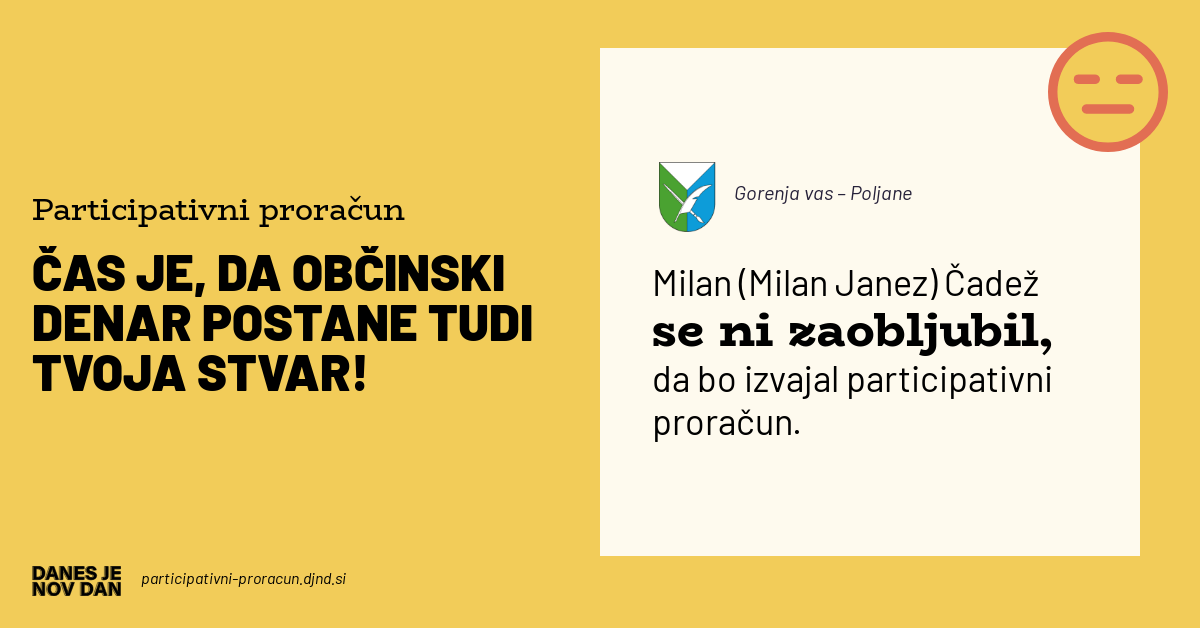 Participativni proračun
ČAS JE, DA OBČINSKI
DENAR POSTANE TUDI
TVOJA STVAR!
Gorenja vas – Poljane
Milan (Milan Janez) Čadež
se ni zaobljubil,
da bo izvajal participativni
proračun.
DANES JE
NOV DAN
participativni-proracun.djnd.si